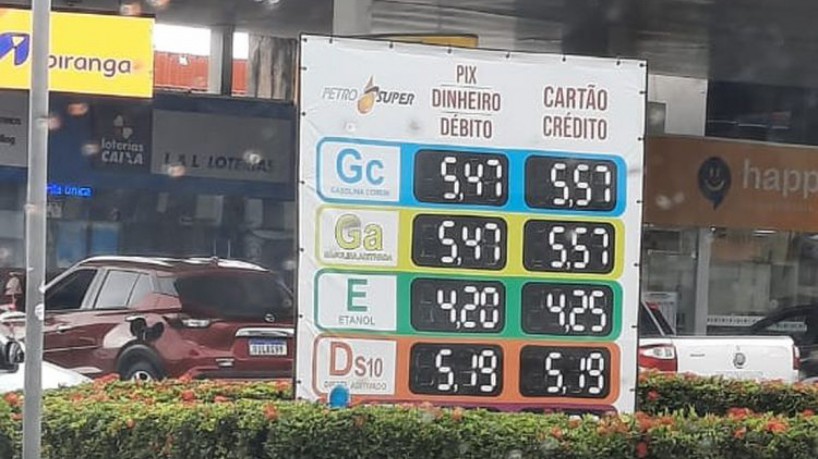 ipiranga
loterias
CAIXA
L & L LOTERIAS
PETRO SUPER
PIX
DINHEIRO
DÉBITO
CARTÃO
CRÉDITO
Gc
GASOLINA COMUM
5,47
5,57
Ga
GASOLINA ADITIVADA
5,47
5,57
E
ETANOL
4,20
4,25
DS10
DIESEL ADITIVADO
5,19
5,19
happ